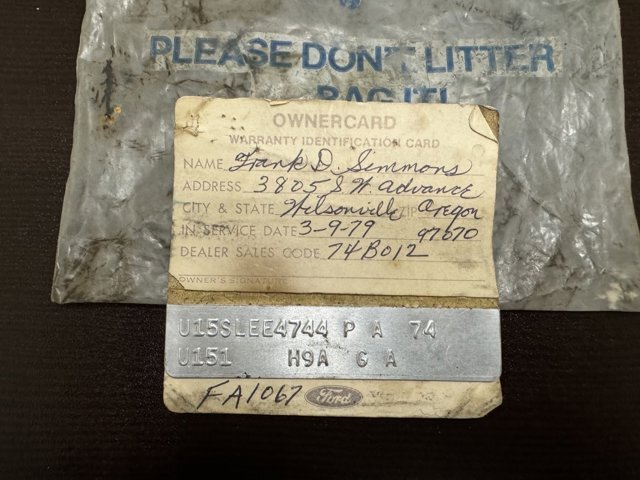 PLEASE DON'T LITTER
BAG IT!
OWNERCARD
WARRANTY IDENTIFICATION CARD
NAME Frank D. Simmons
ADDRESS 3805 S W. Advance
CITY & STATE Wilsonville ZIP Oregon
IN SERVICE DATE 3-9-79 97070
DEALER SALES CODE 74B012
OWNER'S SIGNATURE
U15SLEE4744 P A 74
U151 H9A G A
FA1067 Ford